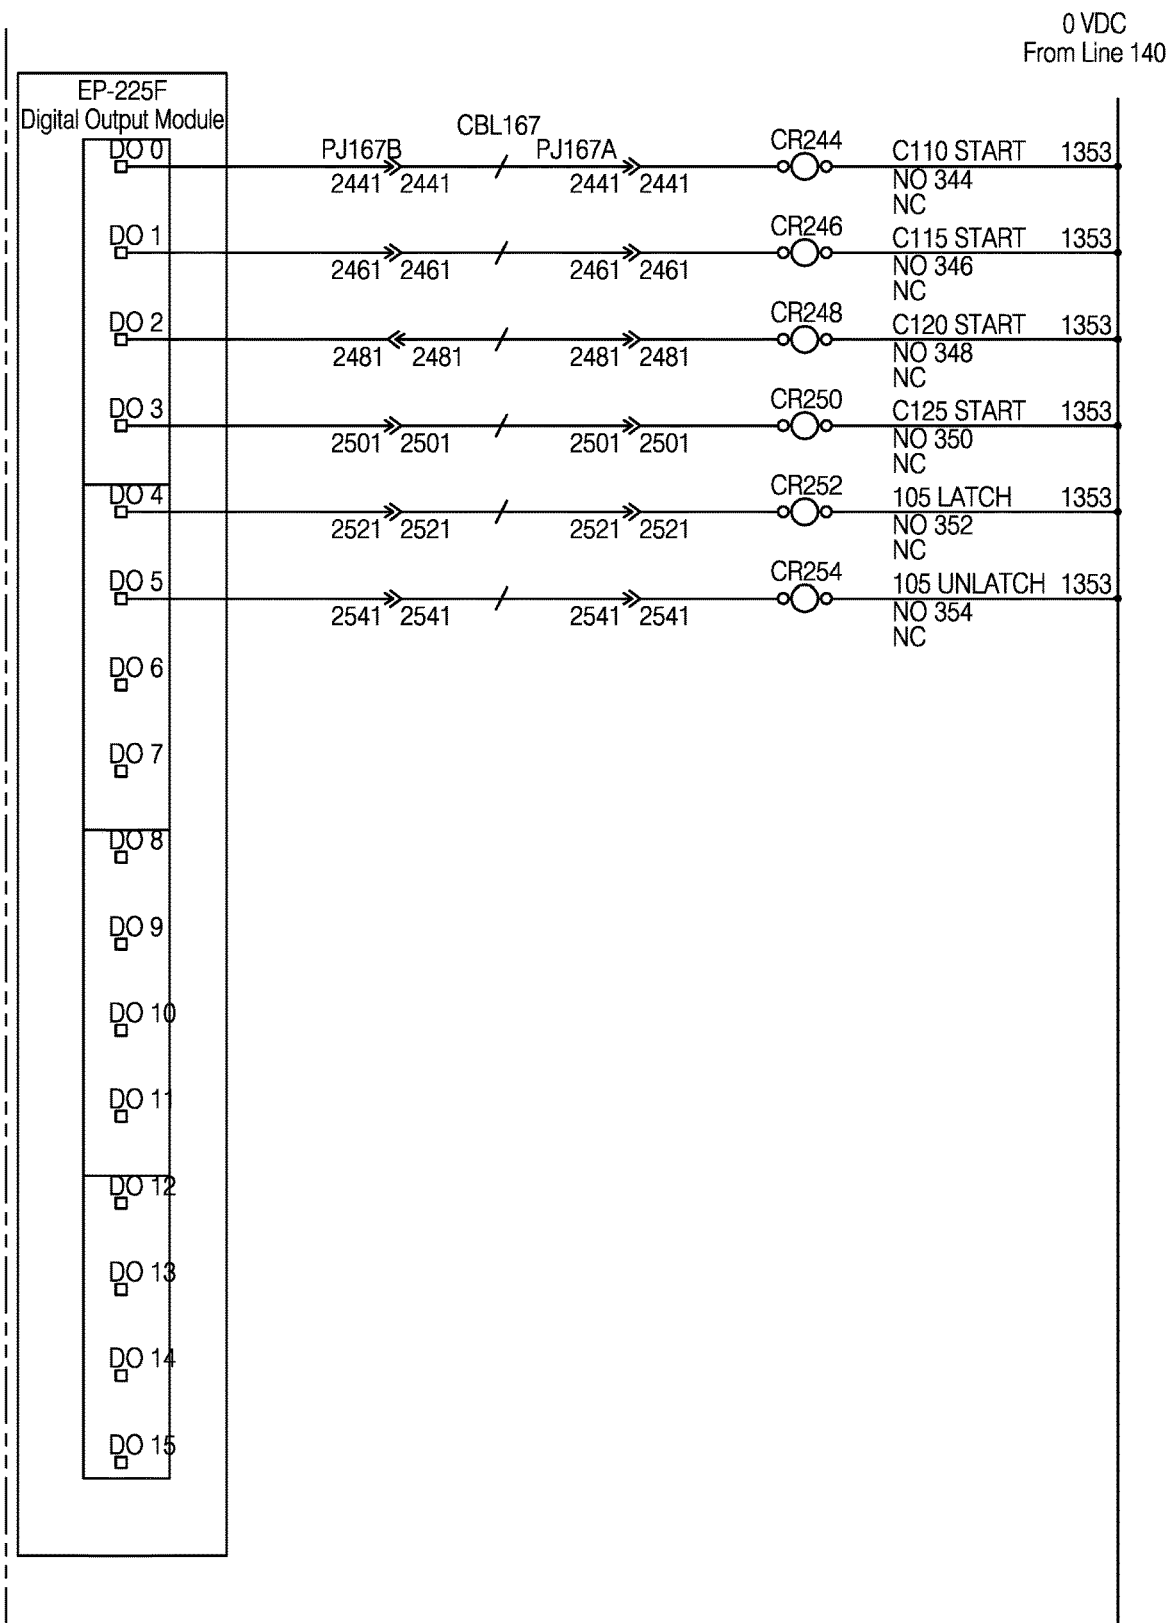 0 VDC
From Line 140
EP-225F
Digital Output Module
DO 0
PJ167B
CBL167
PJ167A
CR244
C110 START 1353
2441 2441
2441 2441
NO 344
NC
DO 1
CR246
C115 START 1353
2461 2461
2461 2461
NO 346
NC
DO 2
CR248
C120 START 1353
2481 2481
2481 2481
NO 348
NC
DO 3
CR250
C125 START 1353
2501 2501
2501 2501
NO 350
NC
DO 4
CR252
105 LATCH 1353
2521 2521
2521 2521
NO 352
NC
DO 5
CR254
105 UNLATCH 1353
2541 2541
2541 2541
NO 354
NC
DO 6
DO 7
DO 8
DO 9
DO 10
DO 11
DO 12
DO 13
DO 14
DO 15